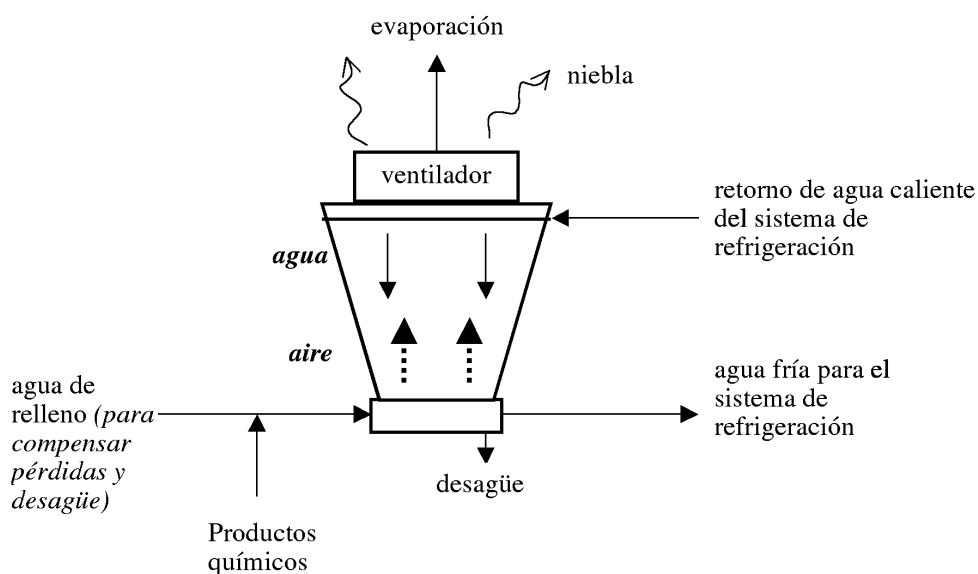 evaporación
niebla
ventilador
retorno de agua caliente
del sistema de
refrigeración
agua
aire
agua de
relleno (para
compensar
pérdidas y
desagüe)
agua fría para el
sistema de
refrigeración
desagüe
Productos
químicos